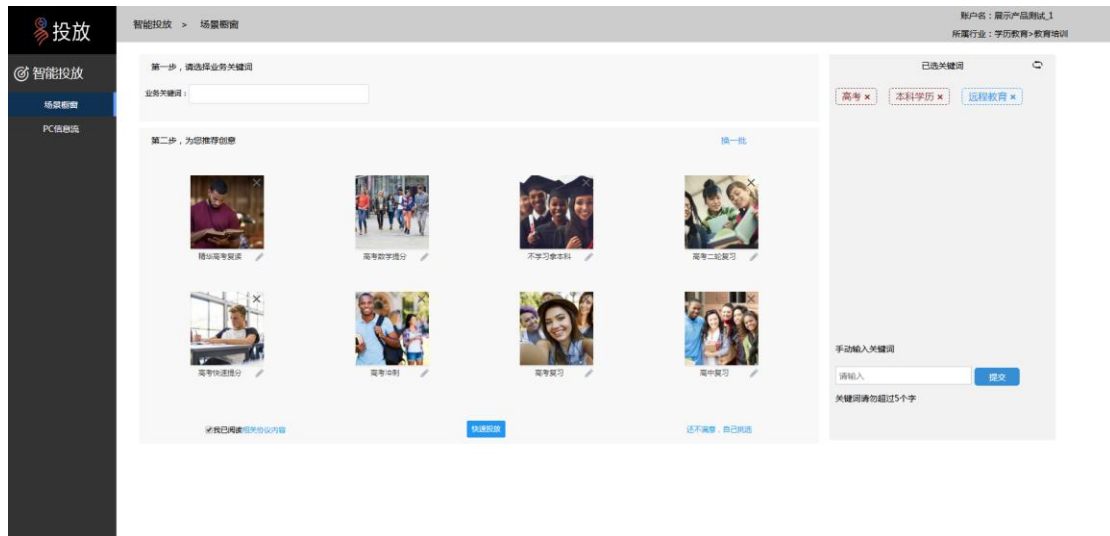 投放
智能投放 > 场景橱窗
账户名:展示产品测试_1
所属行业:学历教育>教育培训
智能投放
场景橱窗
PC信息流
第一步,请选择业务关键词
业务关键词:
第二步,为您推荐创意
换一批
精华高考复读
高考数学提分
不学习拿本科
高考二轮复习
高考快速提分
高考冲刺
高考复习
高中复习
✔我已阅读相关协议内容
快速投放
还不满意,自己挑选
已选关键词
高考 × 本科学历 × 远程教育 ×
手动输入关键词
请输入
提交
关键词请勿超过5个字